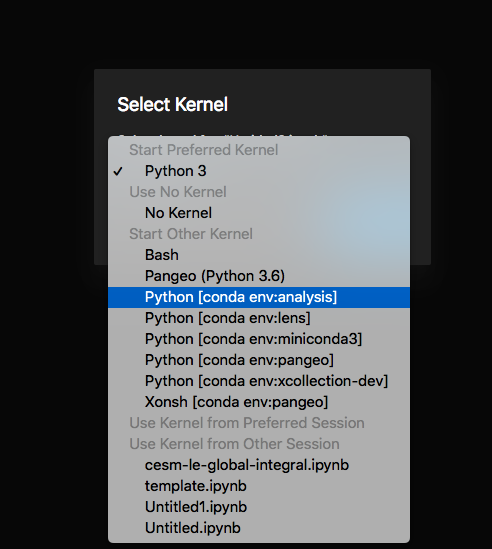 Select Kernel
Start Preferred Kernel
✓ Python 3
Use No Kernel
No Kernel
Start Other Kernel
Bash
Pangeo (Python 3.6)
Python [conda env:analysis]
Python [conda env:lens]
Python [conda env:miniconda3]
Python [conda env:pangeo]
Python [conda env:xcollection-dev]
Xonsh [conda env:pangeo]
Use Kernel from Preferred Session
Use Kernel from Other Session
cesm-le-global-integral.ipynb
template.ipynb
Untitled1.ipynb
Untitled.ipynb